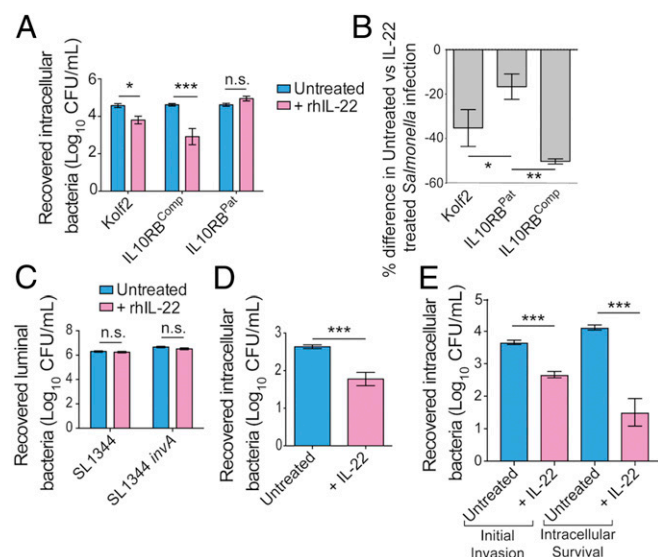 A
Recovered intracellular
bacteria (Log10 CFU/mL)
6
4
2
0
*
***
n.s.
Untreated
+ rhIL-22
Kolf2
IL10RBComp
IL10RBPat
B
% difference in Untreated vs IL-22
treated Salmonella infection
0
-20
-40
-60
*
**
Kolf2
IL10RBPat
IL10RBComp
C
Untreated
+ rhIL-22
Recovered luminal
bacteria (Log10 CFU/mL)
8
6
4
2
0
n.s.
n.s.
SL1344
SL1344 invA
D
Recovered intracellular
bacteria (Log10 CFU/mL)
3
2
1
0
***
Untreated
+ IL-22
E
Recovered intracellular
bacteria (Log10 CFU/mL)
6
4
2
0
***
***
Untreated
+ IL-22
Untreated
+ IL-22
Initial
Invasion
Intracellular
Survival